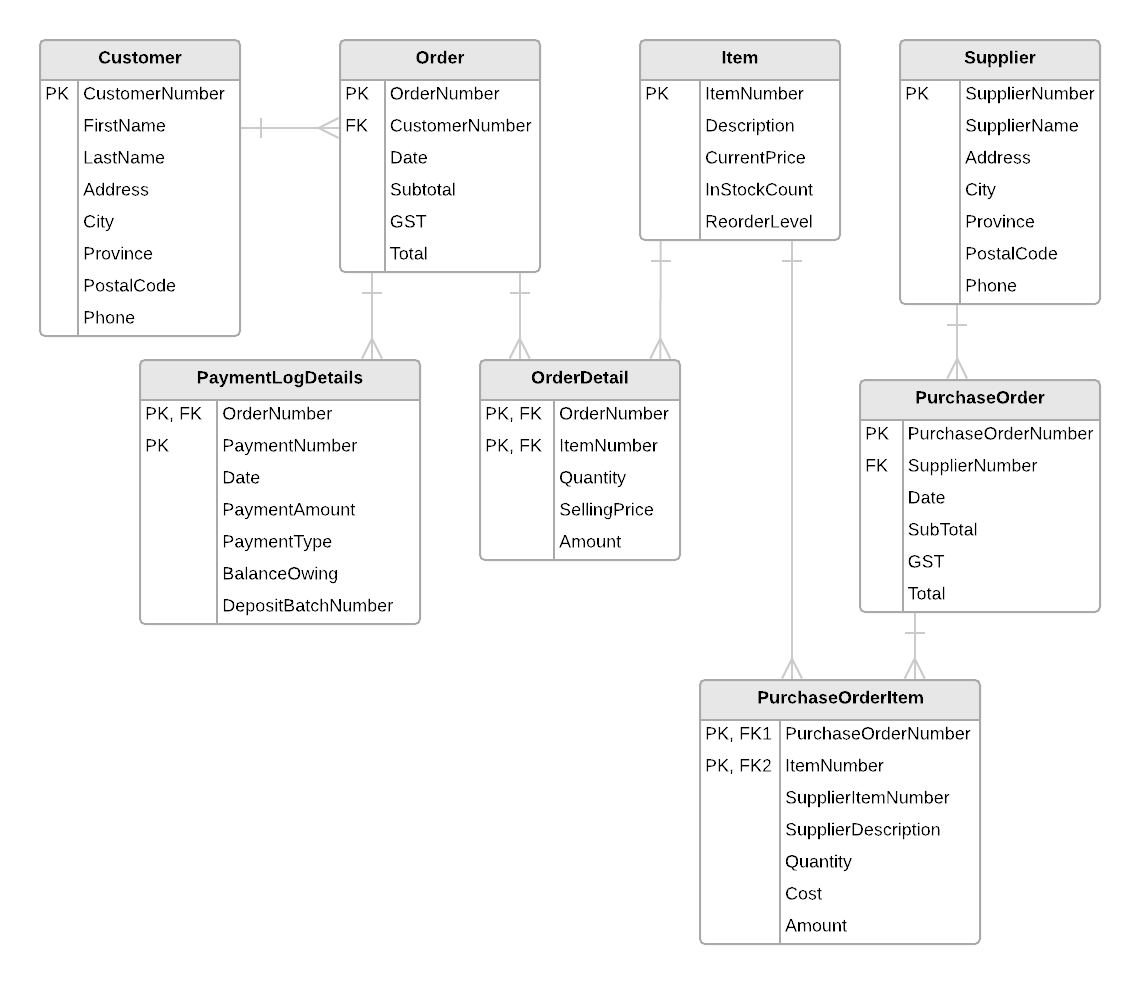 Customer
PK CustomerNumber
FirstName
LastName
Address
City
Province
PostalCode
Phone
Order
PK OrderNumber
FK CustomerNumber
Date
Subtotal
GST
Total
Item
PK ItemNumber
Description
CurrentPrice
InStockCount
ReorderLevel
Supplier
PK SupplierNumber
SupplierName
Address
City
Province
PostalCode
Phone
PaymentLogDetails
PK, FK OrderNumber
PK PaymentNumber
Date
PaymentAmount
PaymentType
BalanceOwing
DepositBatchNumber
OrderDetail
PK, FK OrderNumber
PK, FK ItemNumber
Quantity
SellingPrice
Amount
PurchaseOrder
PK PurchaseOrderNumber
FK SupplierNumber
Date
SubTotal
GST
Total
PurchaseOrderItem
PK, FK1 PurchaseOrderNumber
PK, FK2 ItemNumber
SupplierItemNumber
SupplierDescription
Quantity
Cost
Amount